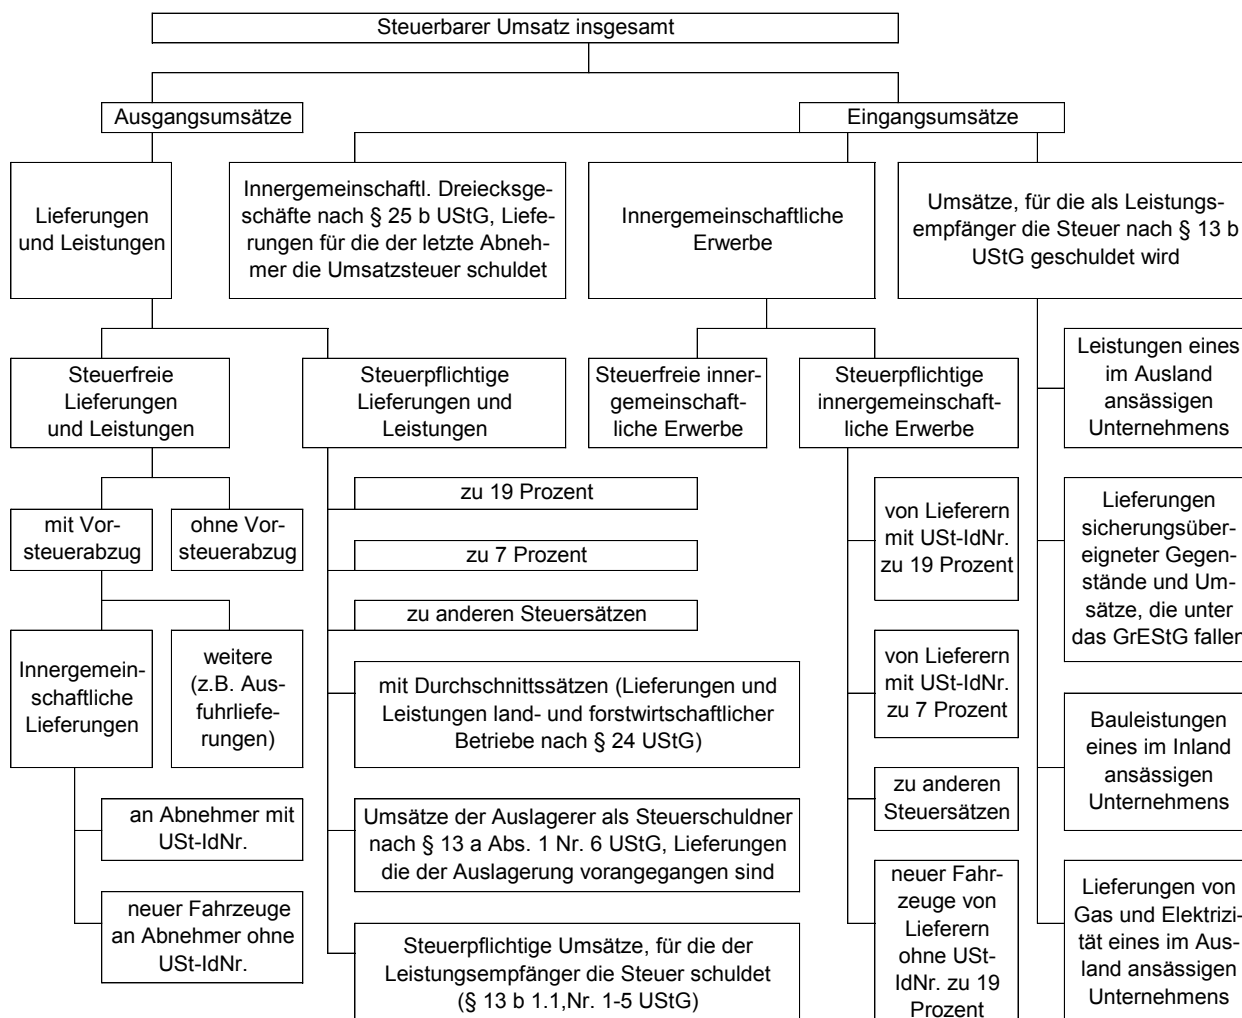 Steuerbarer Umsatz insgesamt
Ausgangsumsätze
Eingangsumsätze
Lieferungen
und Leistungen
Innergemeinschaftl. Dreiecksge-
schäfte nach § 25 b UStG, Liefe-
rungen für die der letzte Abneh-
mer die Umsatzsteuer schuldet
Innergemeinschaftliche
Erwerbe
Umsätze, für die als Leistungs-
empfänger die Steuer nach § 13 b
UStG geschuldet wird
Steuerfreie
Lieferungen
und Leistungen
Steuerpflichtige
Lieferungen und
Leistungen
Steuerfreie inner-
gemeinschaft-
liche Erwerbe
Steuerpflichtige
innergemeinschaft-
liche Erwerbe
Leistungen eines
im Ausland
ansässigen
Unternehmens
mit Vor-
steuerabzug
ohne Vor-
steuerabzug
zu 19 Prozent
zu 7 Prozent
zu anderen Steuersätzen
von Lieferern
mit USt-IdNr.
zu 19 Prozent
Lieferungen
sicherungsüber-
eigneter Gegen-
stände und Um-
sätze, die unter
das GrEStG fallen
Innergemein-
schaftliche
Lieferungen
weitere
(z.B. Aus-
fuhrliefe-
rungen)
mit Durchschnittssätzen (Lieferungen und
Leistungen land- und forstwirtschaftlicher
Betriebe nach § 24 UStG)
von Lieferern
mit USt-IdNr.
zu 7 Prozent
Bauleistungen
eines im Inland
ansässigen
Unternehmens
an Abnehmer mit
USt-IdNr.
Umsätze der Auslagerer als Steuerschuldner
nach § 13 a Abs. 1 Nr. 6 UStG, Lieferungen
die der Auslagerung vorangegangen sind
zu anderen
Steuersätzen
neuer Fahrzeuge
an Abnehmer ohne
USt-IdNr.
Steuerpflichtige Umsätze, für die der
Leistungsempfänger die Steuer schuldet
(§ 13 b 1.1,Nr. 1-5 UStG)
neuer Fahr-
zeuge von
Lieferern
ohne USt-
IdNr. zu 19
Prozent
Lieferungen von
Gas und Elektrizi-
tät eines im Aus-
land ansässigen
Unternehmens